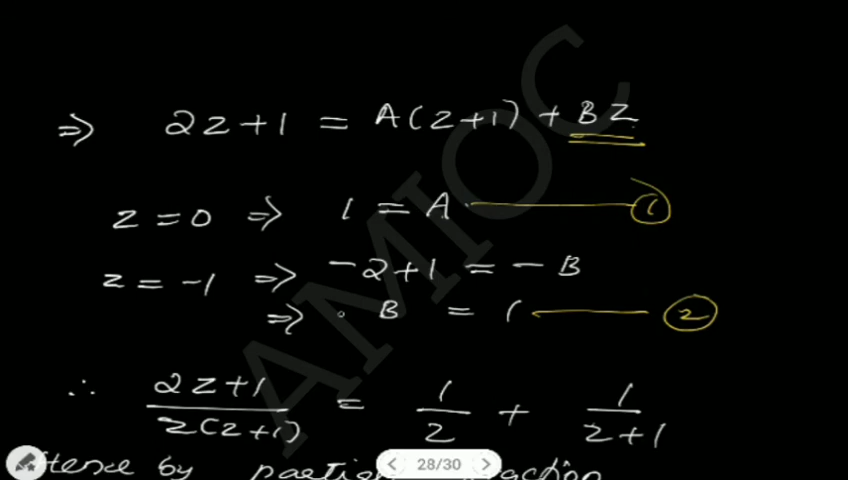 ⇒ 2z+1 = A(z+1) + Bz
z = 0 ⇒ 1 = A ——— ①
z = -1 ⇒ -2+1 = -B
⇒ B = 1 ——— ②
∴ 2z+1 / z(z+1) = 1/z + 1/z+1
Hence by
28/30
AMIOC